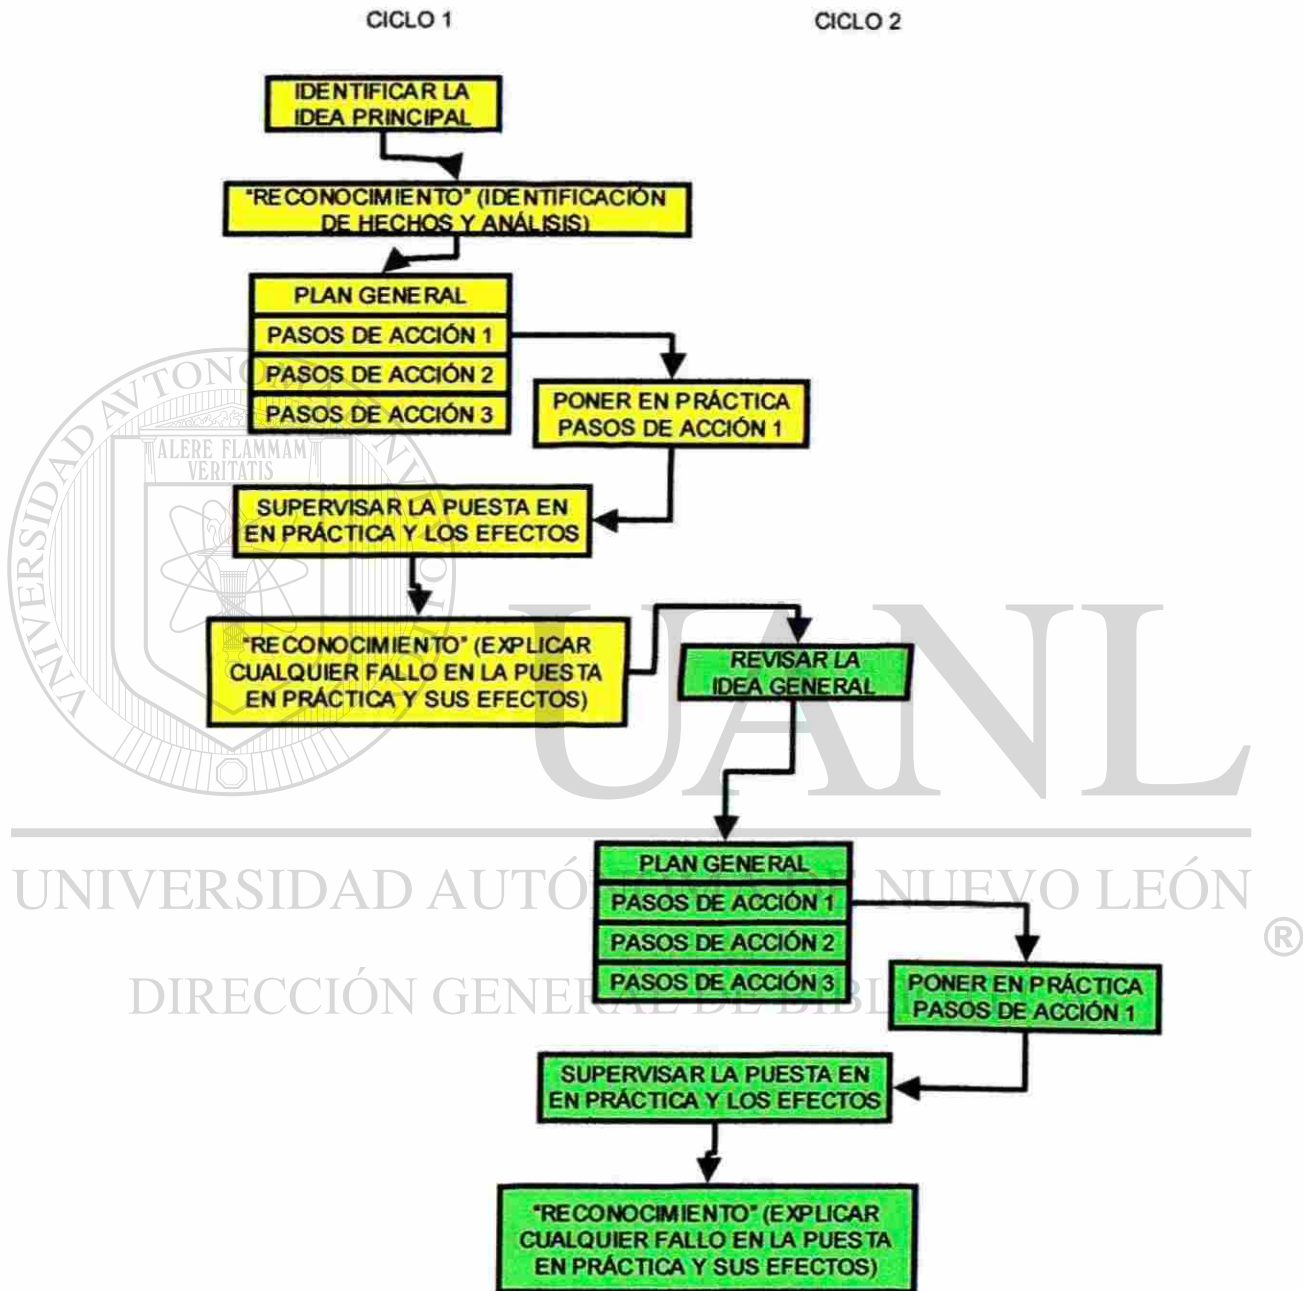 CICLO 1
CICLO 2
IDENTIFICAR LA
IDEA PRINCIPAL
"RECONOCIMIENTO" (IDENTIFICACIÓN
DE HECHOS Y ANÁLISIS)
PLAN GENERAL
PASOS DE ACCIÓN 1
PASOS DE ACCIÓN 2
PASOS DE ACCIÓN 3
PONER EN PRÁCTICA
PASOS DE ACCIÓN 1
SUPERVISAR LA PUESTA EN
EN PRÁCTICA Y LOS EFECTOS
"RECONOCIMIENTO" (EXPLICAR
CUALQUIER FALLO EN LA PUESTA
EN PRÁCTICA Y SUS EFECTOS)
REVISAR LA
IDEA GENERAL
PLAN GENERAL
PASOS DE ACCIÓN 1
PASOS DE ACCIÓN 2
PASOS DE ACCIÓN 3
PONER EN PRÁCTICA
PASOS DE ACCIÓN 1
SUPERVISAR LA PUESTA EN
EN PRÁCTICA Y LOS EFECTOS
"RECONOCIMIENTO" (EXPLICAR
CUALQUIER FALLO EN LA PUESTA
EN PRÁCTICA Y SUS EFECTOS)
ALERE FLAMMAM
VERITATIS
UANL
UNIVERSIDAD AUTÓNOMA DE NUEVO LEÓN
®
DIRECCIÓN GENERAL DE